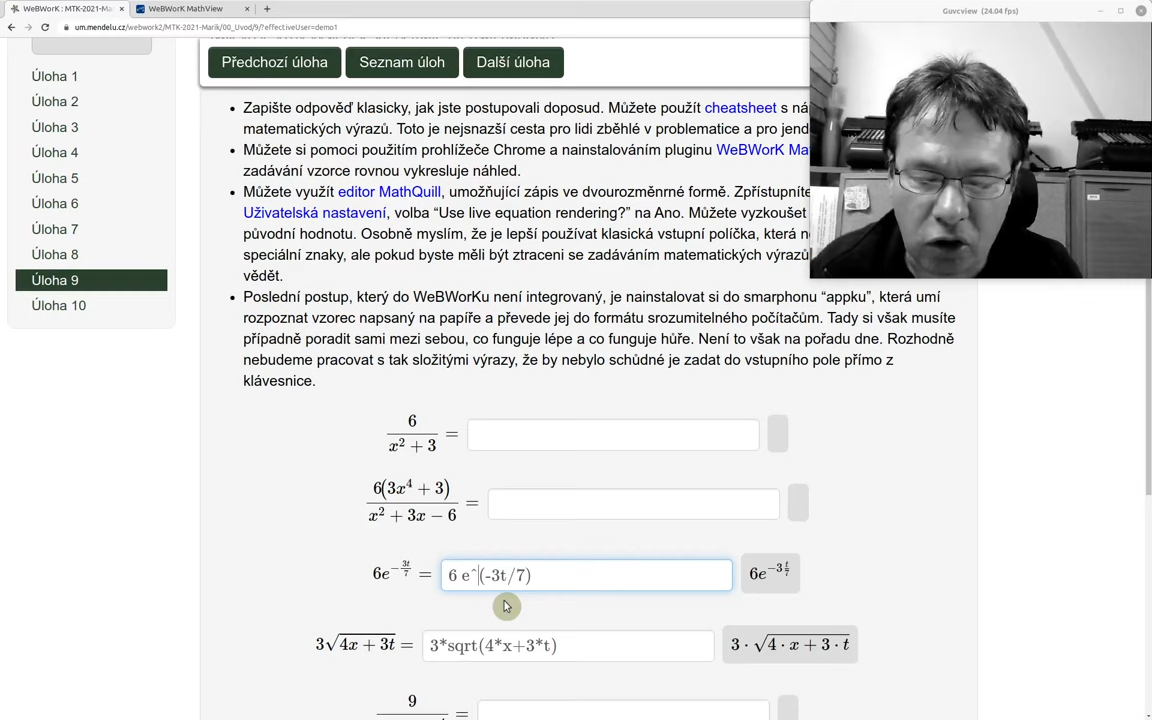 WeBWorK : MTK-2021-Marik/00_Uvod
WeBWorK MathView
Guvcview (24.04 fps)
um.mendelu.cz/webwork2/MTK-2021-Marik/00_Uvod/9/?effectiveUser=demo1
Předchozí úloha
Seznam úloh
Další úloha
Úloha 1
Úloha 2
Úloha 3
Úloha 4
Úloha 5
Úloha 6
Úloha 7
Úloha 8
Úloha 9
Úloha 10
• Zapište odpověď klasicky, jak jste postupovali doposud. Můžete použít cheatsheet s
matematických výrazů. Toto je nejsnazší cesta pro lidi zběhlé v problematice a pro
• Můžete si pomoci použitím prohlížeče Chrome a nainstalováním pluginu WeBWorK
zadávání vzorce rovnou vykresluje náhled.
• Můžete využít editor MathQuill, umožňující zápis ve dvourozměrné formě.
Uživatelská nastavení, volba “Use live equation rendering?” na Ano. Můžete vyzkoušet
původní hodnotu. Osobně myslím, že je lepší používat klasická vstupní políčka, která
speciální znaky, ale pokud byste měli být ztraceni se zadáváním matematických výrazů
vědět.
• Poslední postup, který do WeBWorKu není integrovaný, je nainstalovat si do smarphonu “appku”, která umí
rozpoznat vzorec napsaný na papíře a převede jej do formátu srozumitelného počítačům. Tady si však musíte
případně poradit sami mezi sebou, co funguje lépe a co funguje hůře. Není to však na pořadu dne. Rozhodně
nebudeme pracovat s tak složitými výrazy, že by nebylo schůdné je zadat do vstupního pole přímo z
klávesnice.
6/(x² + 3) =
6(3x⁴ + 3)/(x² + 3x − 6) =
6e^(−3t/7) = 6 e^(-3t/7) 6e^(−3 t/7)
3√(4x + 3t) = 3*sqrt(4*x+3*t) 3 · √(4 · x + 3 · t)
9
=